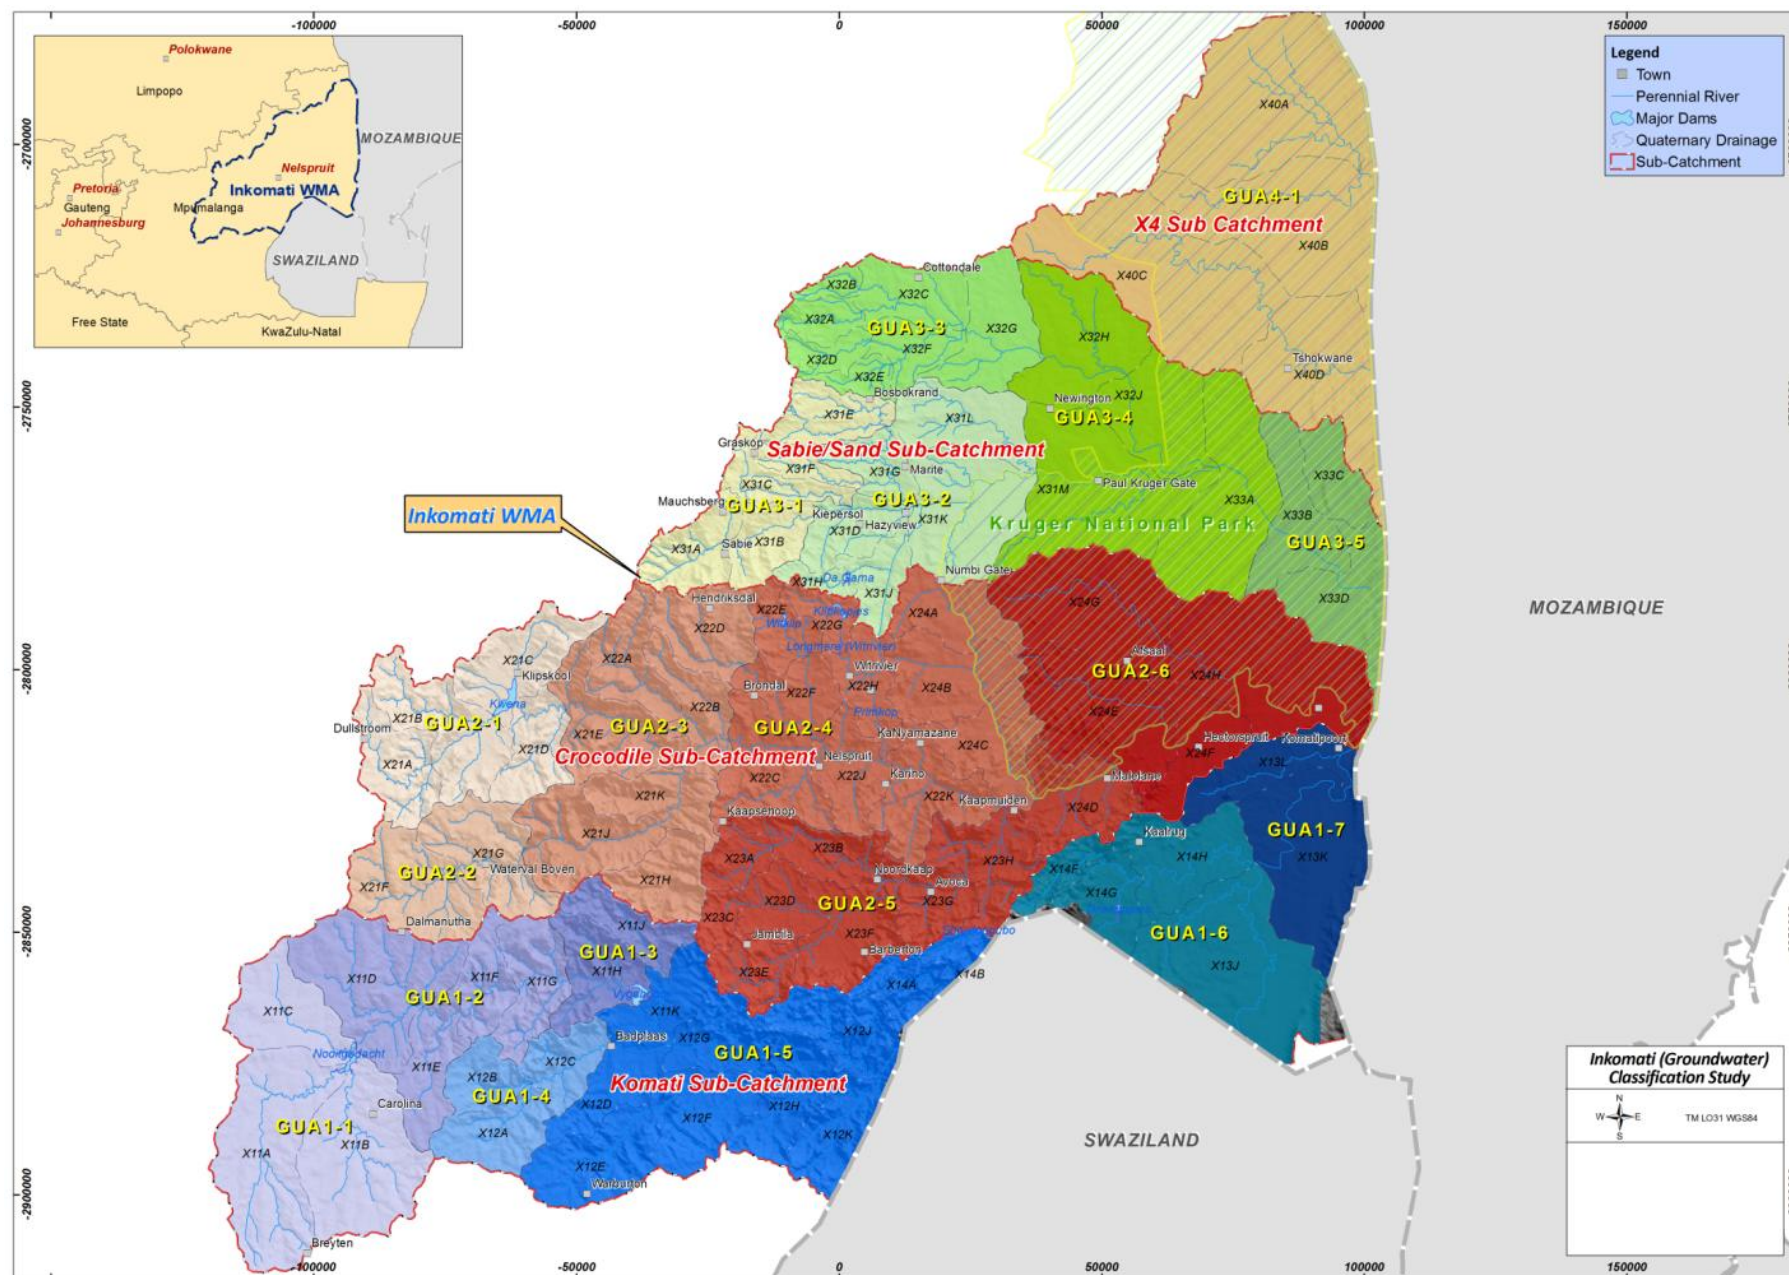 -100000
-50000
0
50000
100000
150000
Polokwane
Limpopo
MOZAMBIQUE
Nelspruit
Pretoria
Inkomati WMA
Gauteng
Mpumalanga
Johannesburg
SWAZILAND
Free State
KwaZulu-Natal
Legend
Town
Perennial River
Major Dams
Quaternary Drainage
Sub-Catchment
-2700000
-2750000
-2800000
-2850000
-2900000
X40A
GUA4-1
X4 Sub Catchment
X40B
X40C
Tshokwane
X40D
Cottondale
X32B
X32C
X32A
GUA3-3
X32G
X32F
X32D
X32E
X32H
Bosbokrand
Newington
X32J
GUA3-4
X31E
X31L
Graskop
Sabie/Sand Sub-Catchment
X31F
X31G
Marite
X31C
X31M
Paul Kruger Gate
X33A
X33C
Mauchsberg
GUA3-1
GUA3-2
Kiepersol
X31D
Hazyview
X31K
Kruger National Park
X33B
GUA3-5
X31A
X31B
Sabie
Inkomati WMA
X31H
Da Gama
X31J
Numbi Gate
X33D
Hendriksdal
X22E
Klipkopjes
X24A
X24G
Witklip
X22G
X22D
Longmere (Witrivier)
X22A
X21C
Klipskool
Witrivier
Afsaal
GUA2-6
X24H
Brondal
X22F
X22H
X24B
Kwena
X21B
GUA2-1
X22B
GUA2-3
GUA2-4
Primkop
X24E
Dullstroom
X21E
KaNyamazane
X24C
X21D
Hectorspruit
Komatipoort
X24F
X21A
Crocodile Sub-Catchment
Nelspruit
X13L
X22C
X22J
Karino
Malelane
X21K
X22K
Kaapmuiden
X24D
Kaapsehoop
X21J
Kaalrug
GUA1-7
X23B
X21G
X23A
X23H
X14H
X13K
GUA2-2
Waterval Boven
Noordkaap
X14F
X21F
X21H
Avoca
X14G
X23D
GUA2-5
X23G
Dalmanutha
X23C
X11J
X23F
GUA1-6
Jambila
Barberton
GUA1-3
X13J
X11D
X11F
X11G
X11H
X23E
X14A
X14B
GUA1-2
X11C
X11K
X12G
X12J
Badplaas
Nooitgedacht
GUA1-5
X11E
X12C
X12B
Komati Sub-Catchment
GUA1-4
Carolina
X12D
X12F
X12H
GUA1-1
X12A
X12K
X11A
X11B
X12E
Warburton
Breyten
MOZAMBIQUE
SWAZILAND
Inkomati (Groundwater)
Classification Study
N
W
E
S
TM LO31 WGS84
-100000
-50000
0
50000
100000
150000